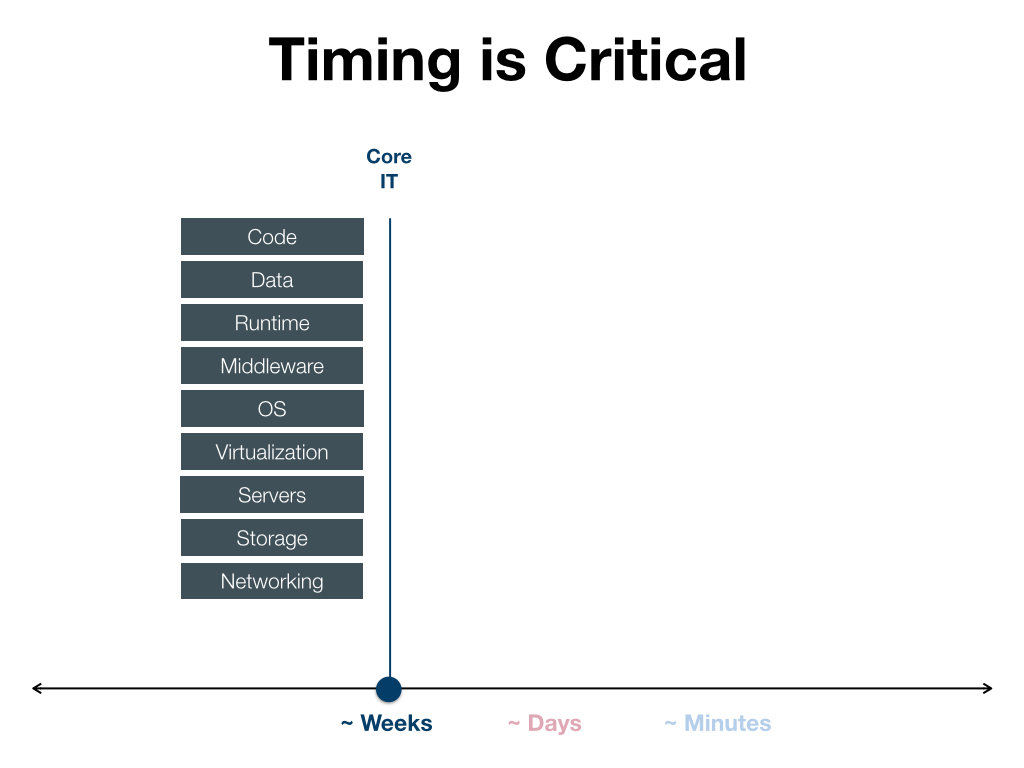 Timing is Critical
Core
IT
Code
Data
Runtime
Middleware
OS
Virtualization
Servers
Storage
Networking
~ Weeks
~ Days
~ Minutes